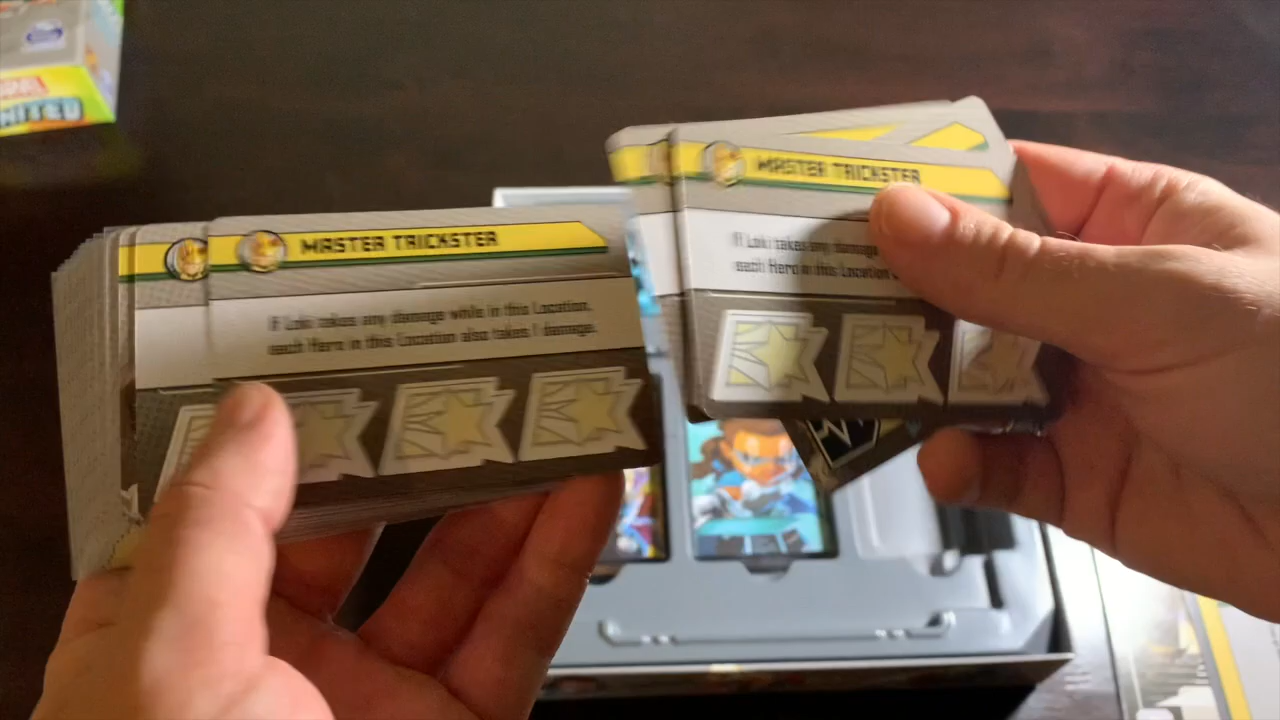 MITED
MASTER TRICKSTER
If Loki takes any damage
each Hero in this Location
MASTER TRICKSTER
If Loki takes any damage while in this Location,
each Hero in this Location also takes 1 damage.